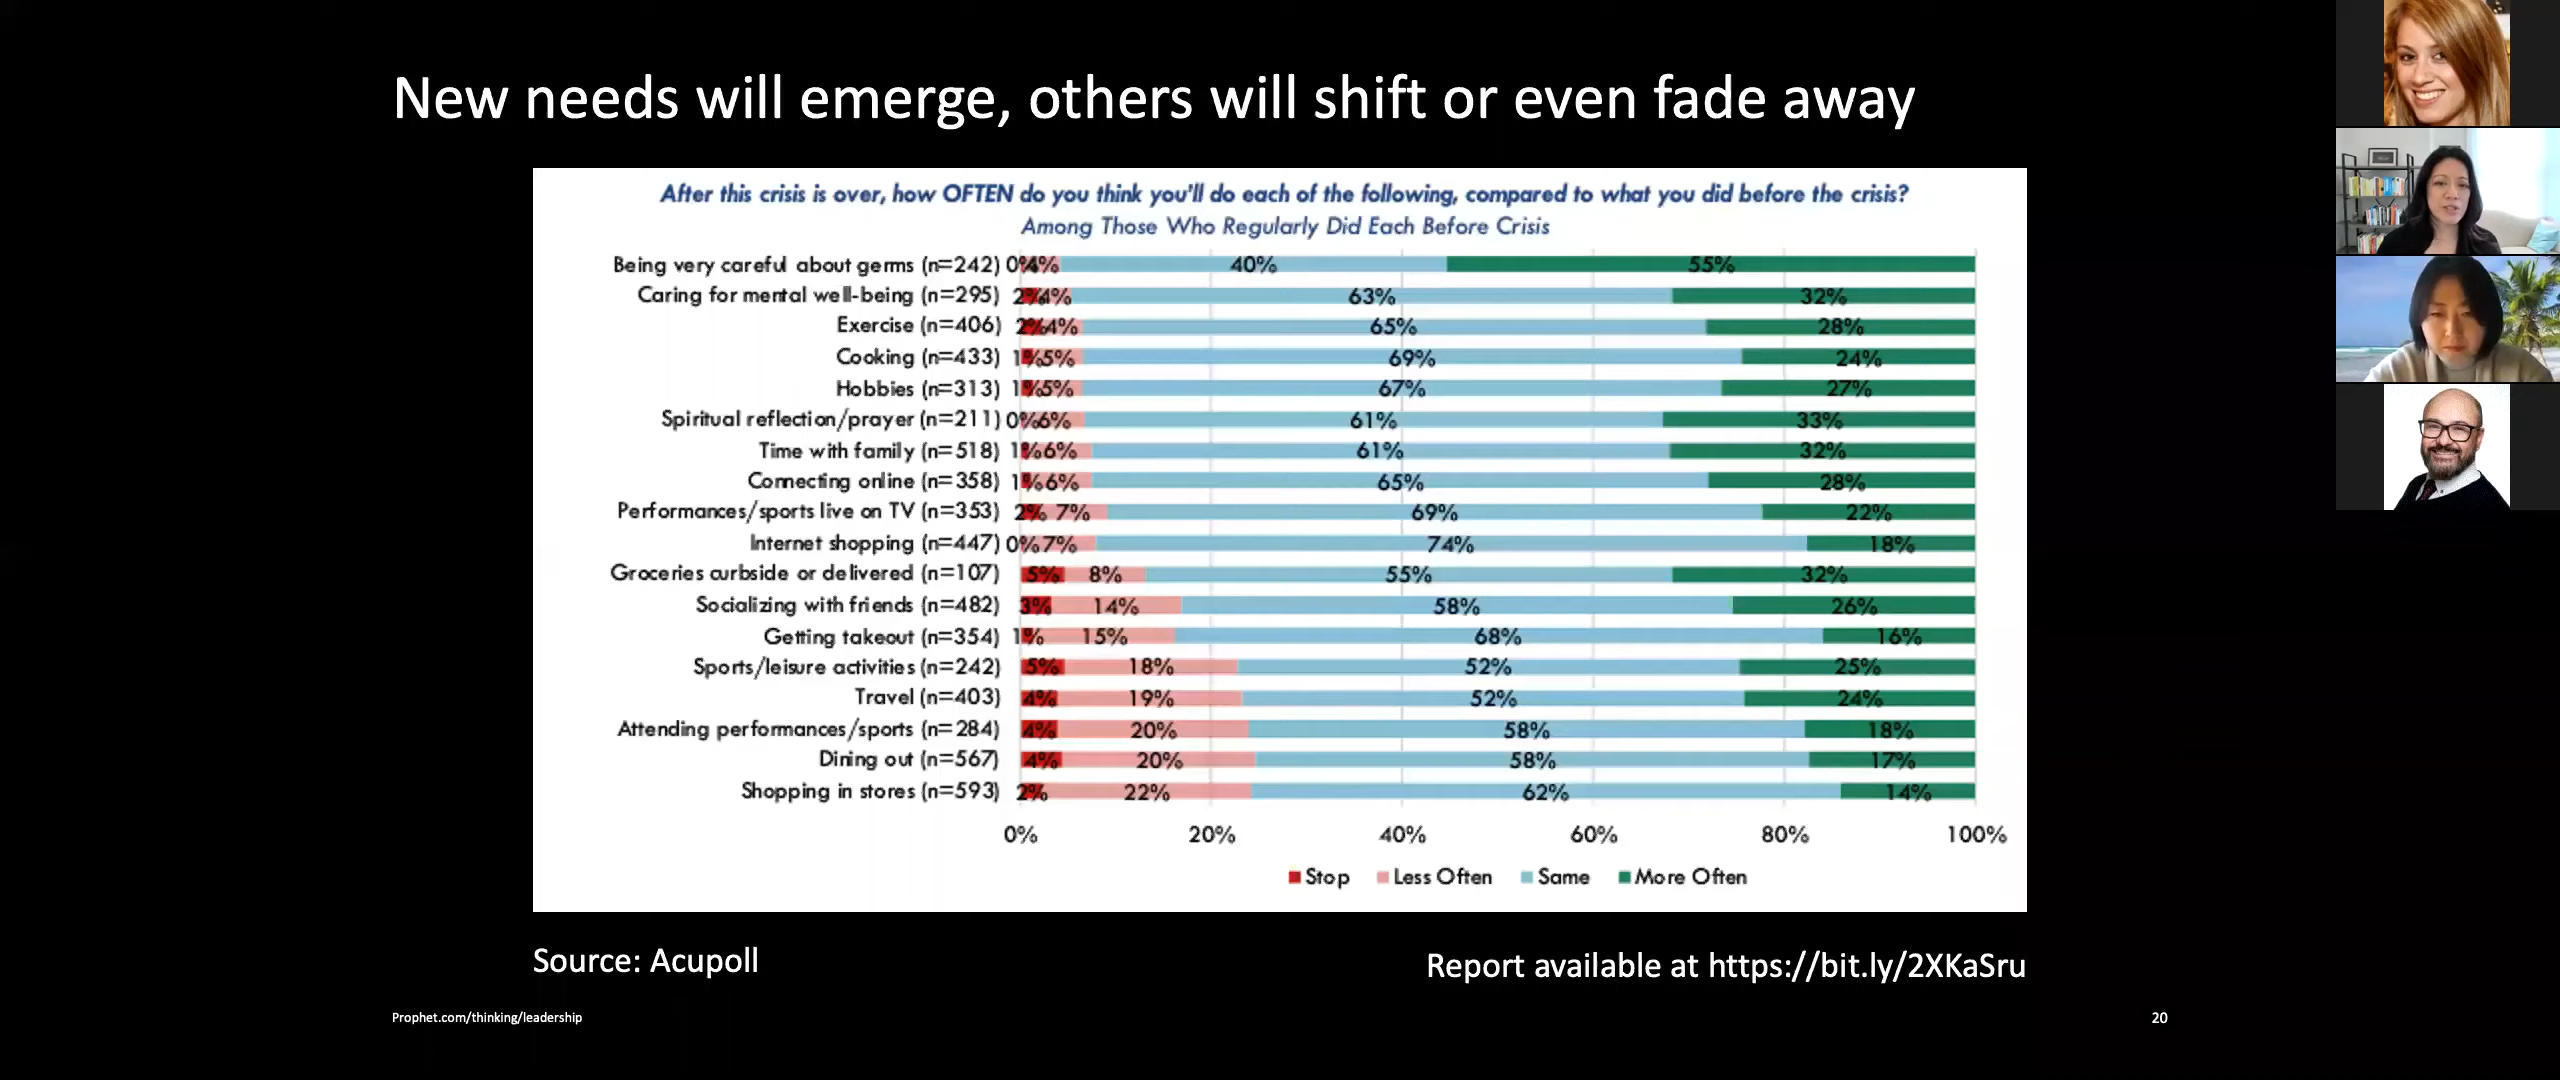 New needs will emerge, others will shift or even fade away
After this crisis is over, how OFTEN do you think you'll do each of the following, compared to what you did before the crisis?
Among Those Who Regularly Did Each Before Crisis
Being very careful about germs (n=242) 0% 4% 40% 55%
Caring for mental well-being (n=295) 2% 4% 63% 32%
Exercise (n=406) 2% 4% 65% 28%
Cooking (n=433) 1% 5% 69% 24%
Hobbies (n=313) 1% 5% 67% 27%
Spiritual reflection/prayer (n=211) 0% 6% 61% 33%
Time with family (n=518) 1% 6% 61% 32%
Connecting online (n=358) 1% 6% 65% 28%
Performances/sports live on TV (n=353) 2% 7% 69% 22%
Internet shopping (n=447) 0% 7% 74% 18%
Groceries curbside or delivered (n=107) 5% 8% 55% 32%
Socializing with friends (n=482) 3% 14% 58% 26%
Getting takeout (n=354) 1% 15% 68% 16%
Sports/leisure activities (n=242) 5% 18% 52% 25%
Travel (n=403) 4% 19% 52% 24%
Attending performances/sports (n=284) 4% 20% 58% 18%
Dining out (n=567) 4% 20% 58% 17%
Shopping in stores (n=593) 2% 22% 62% 14%
0% 20% 40% 60% 80% 100%
Stop Less Often Same More Often
Source: Acupoll
Report available at https://bit.ly/2XKaSru
Prophet.com/thinking/leadership
20